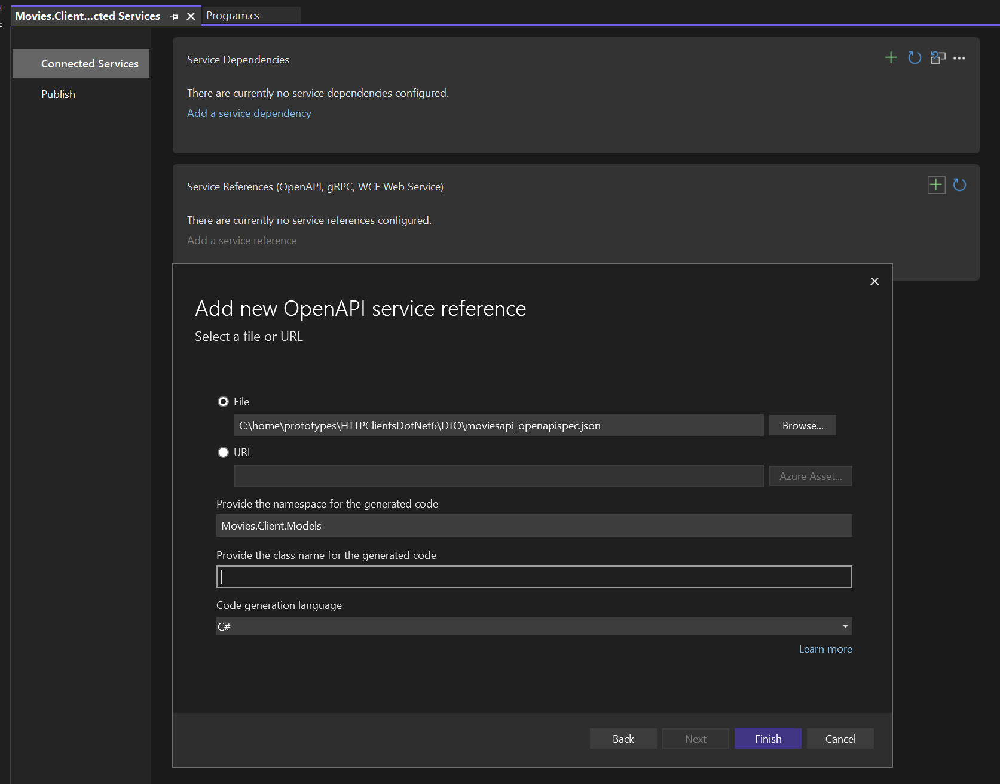 Movies.Client...cted Services
Program.cs
Connected Services
Publish
Service Dependencies
There are currently no service dependencies configured.
Add a service dependency
Service References (OpenAPI, gRPC, WCF Web Service)
There are currently no service references configured.
Add a service reference
Add new OpenAPI service reference
Select a file or URL
File
C:\home\prototypes\HTTPClientsDotNet6\DTO\moviesapi_openapispec.json
Browse...
URL
Azure Asset...
Provide the namespace for the generated code
Movies.Client.Models
Provide the class name for the generated code
Code generation language
C#
Learn more
Back
Next
Finish
Cancel